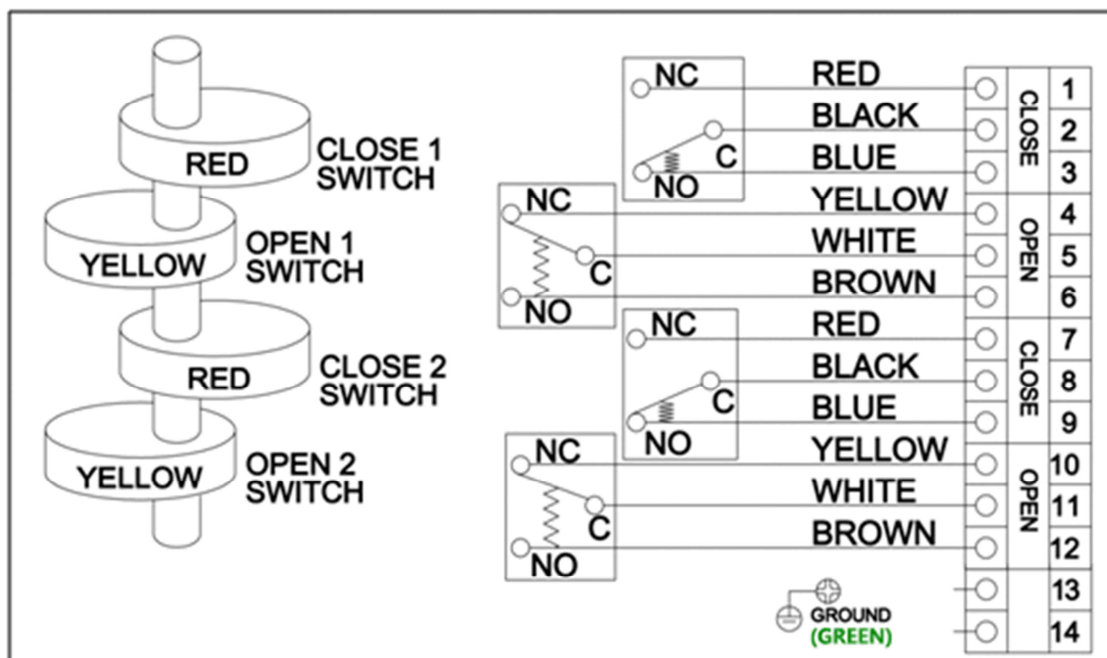 RED
CLOSE 1
SWITCH
YELLOW
OPEN 1
SWITCH
RED
CLOSE 2
SWITCH
YELLOW
OPEN 2
SWITCH
NC
C
NO
NC
C
NO
NC
C
NO
NC
C
NO
RED
BLACK
BLUE
YELLOW
WHITE
BROWN
RED
BLACK
BLUE
YELLOW
WHITE
BROWN
GROUND
(GREEN)
CLOSE
OPEN
CLOSE
OPEN
1
2
3
4
5
6
7
8
9
10
11
12
13
14